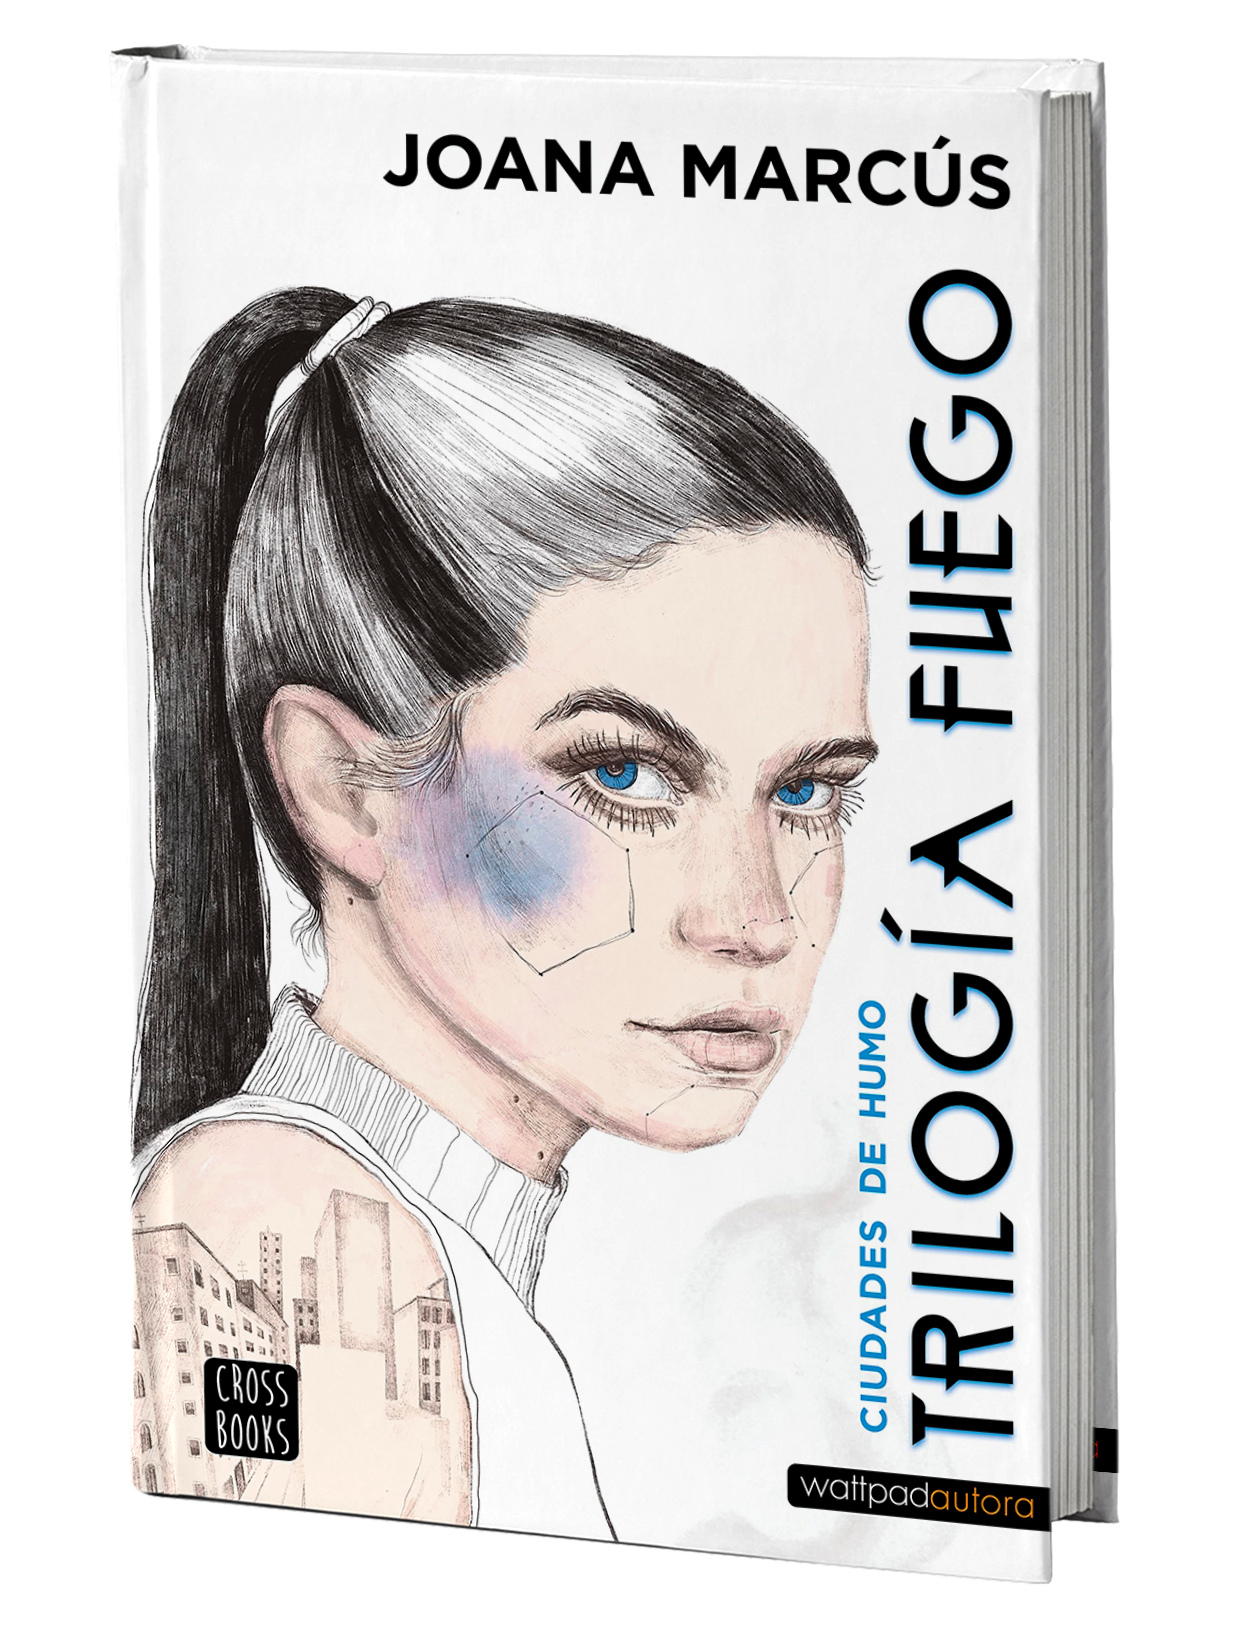 JOANA MARCÚS
TRILOGÍA FUEGO
CIUDADES DE HUMO
CROSS
BOOKS
wattpadautora